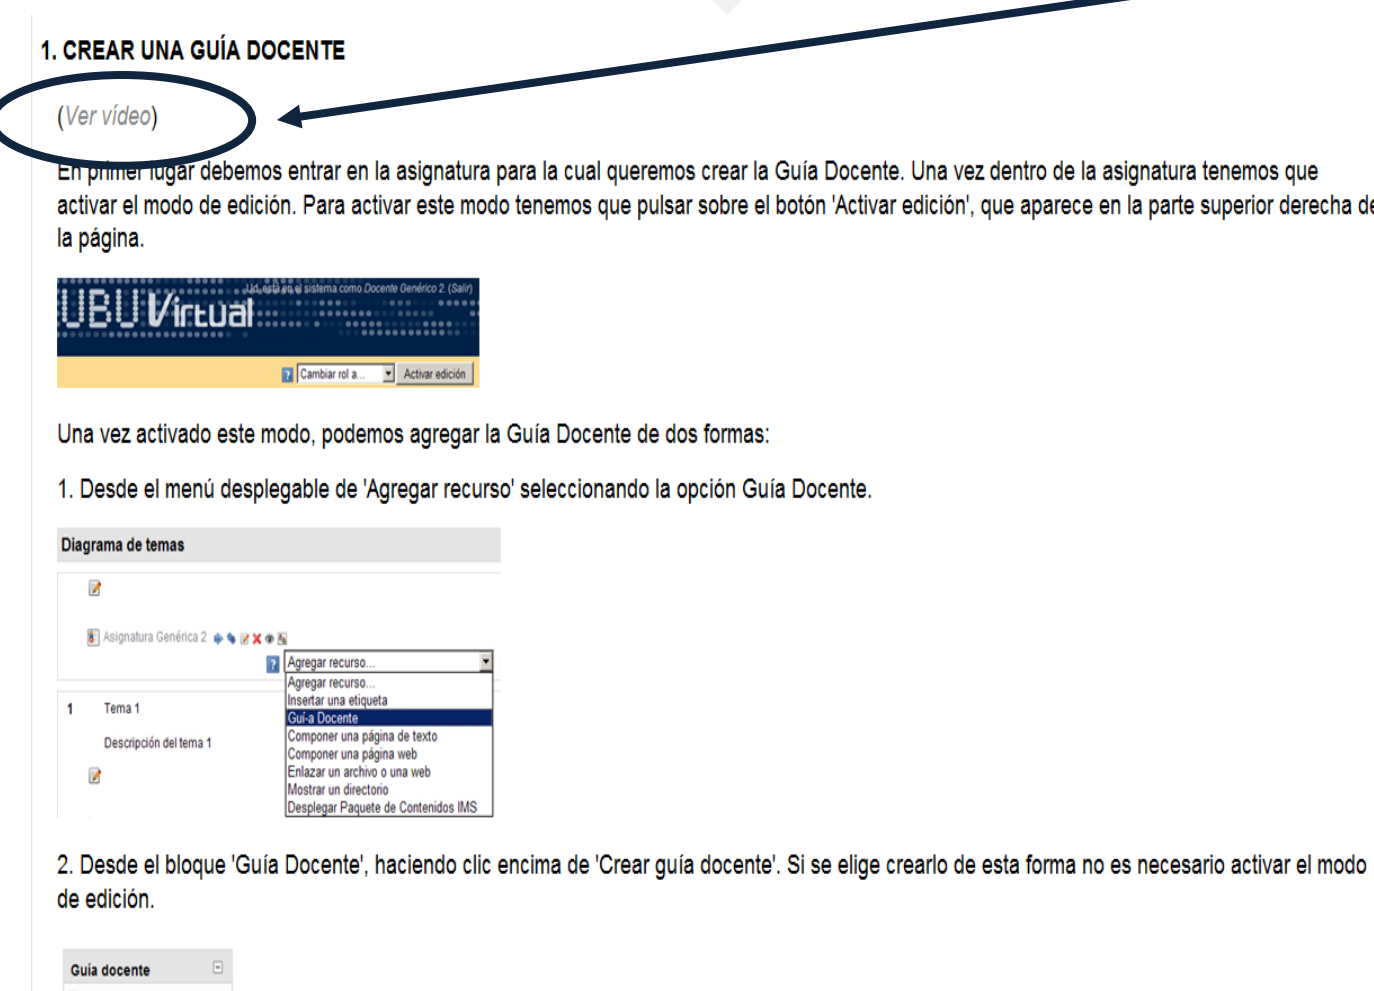 1. CREAR UNA GUÍA DOCENTE
(Ver vídeo)
En primer lugar debemos entrar en la asignatura para la cual queremos crear la Guía Docente. Una vez dentro de la asignatura tenemos que
activar el modo de edición. Para activar este modo tenemos que pulsar sobre el botón 'Activar edición', que aparece en la parte superior derecha de
la página.
Ud. está en el sistema como Docente Genérico 2. (Salir)
UBUVirtual
? Cambiar rol a... Activar edición
Una vez activado este modo, podemos agregar la Guía Docente de dos formas:
1. Desde el menú desplegable de 'Agregar recurso' seleccionando la opción Guía Docente.
Diagrama de temas
Asignatura Genérica 2
? Agregar recurso...
Agregar recurso...
Insertar una etiqueta
Guí-a Docente
Componer una página de texto
Componer una página web
Enlazar un archivo o una web
Mostrar un directorio
Desplegar Paquete de Contenidos IMS
1 Tema 1
Descripción del tema 1
2. Desde el bloque 'Guía Docente', haciendo clic encima de 'Crear guía docente'. Si se elige crearlo de esta forma no es necesario activar el modo
de edición.
Guía docente